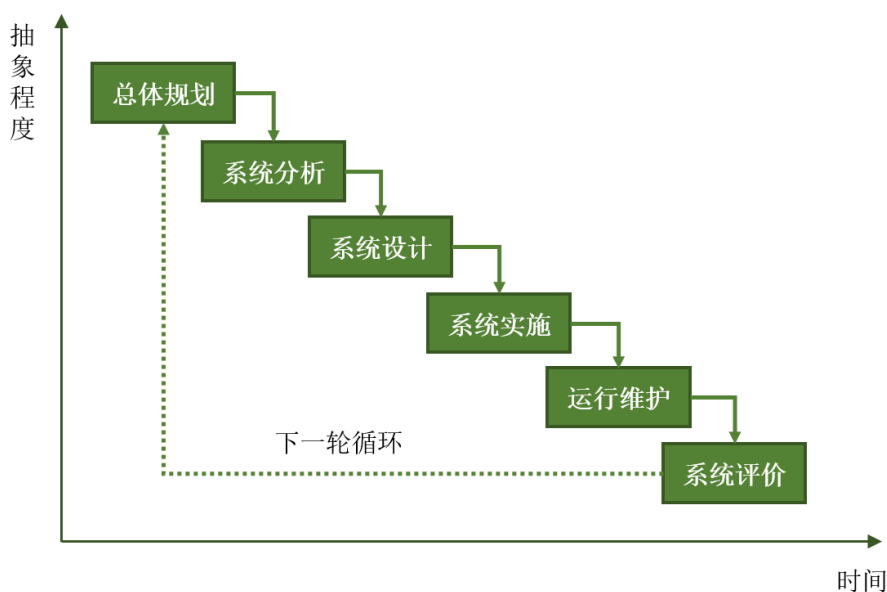 抽象程度
总体规划
系统分析
系统设计
系统实施
运行维护
下一轮循环
系统评价
时间